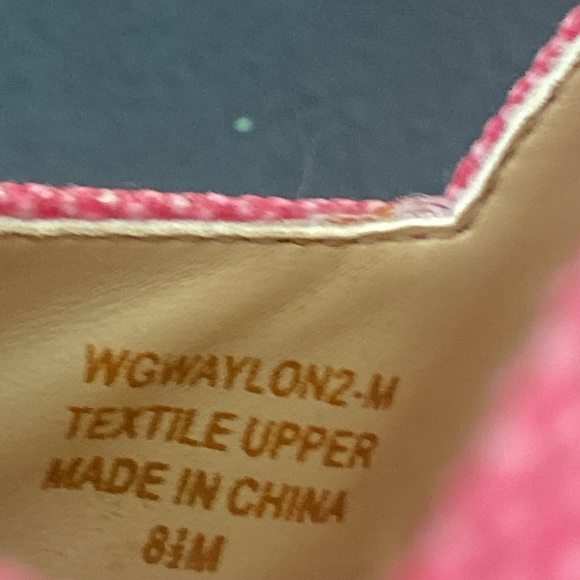 WGWAYLON2-M
TEXTILE UPPER
MADE IN CHINA
8½M